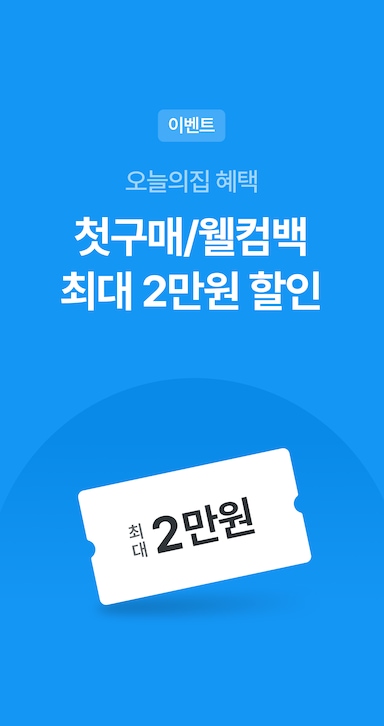 이벤트
오늘의집 혜택
첫구매/웰컴백
최대 2만원 할인
최대 2만원